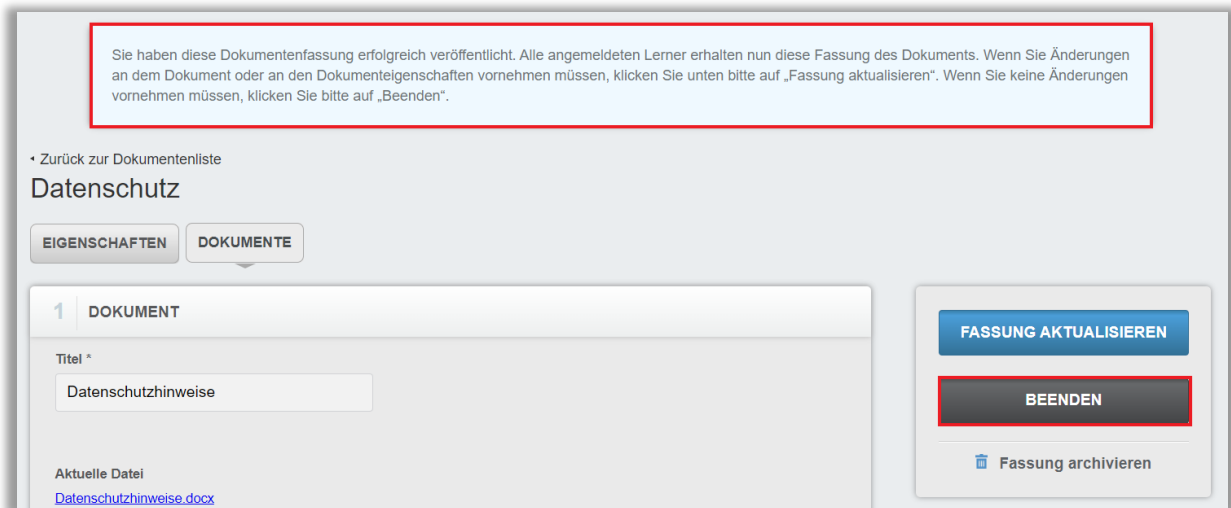 Sie haben diese Dokumentenfassung erfolgreich veröffentlicht. Alle angemeldeten Lerner erhalten nun diese Fassung des Dokuments. Wenn Sie Änderungen
an dem Dokument oder an den Dokumenteigenschaften vornehmen müssen, klicken Sie unten bitte auf „Fassung aktualisieren“. Wenn Sie keine Änderungen
vornehmen müssen, klicken Sie bitte auf „Beenden“.
Zurück zur Dokumentenliste
Datenschutz
EIGENSCHAFTEN
DOKUMENTE
1 DOKUMENT
Titel *
Datenschutzhinweise
Aktuelle Datei
Datenschutzhinweise.docx
FASSUNG AKTUALISIEREN
BEENDEN
Fassung archivieren